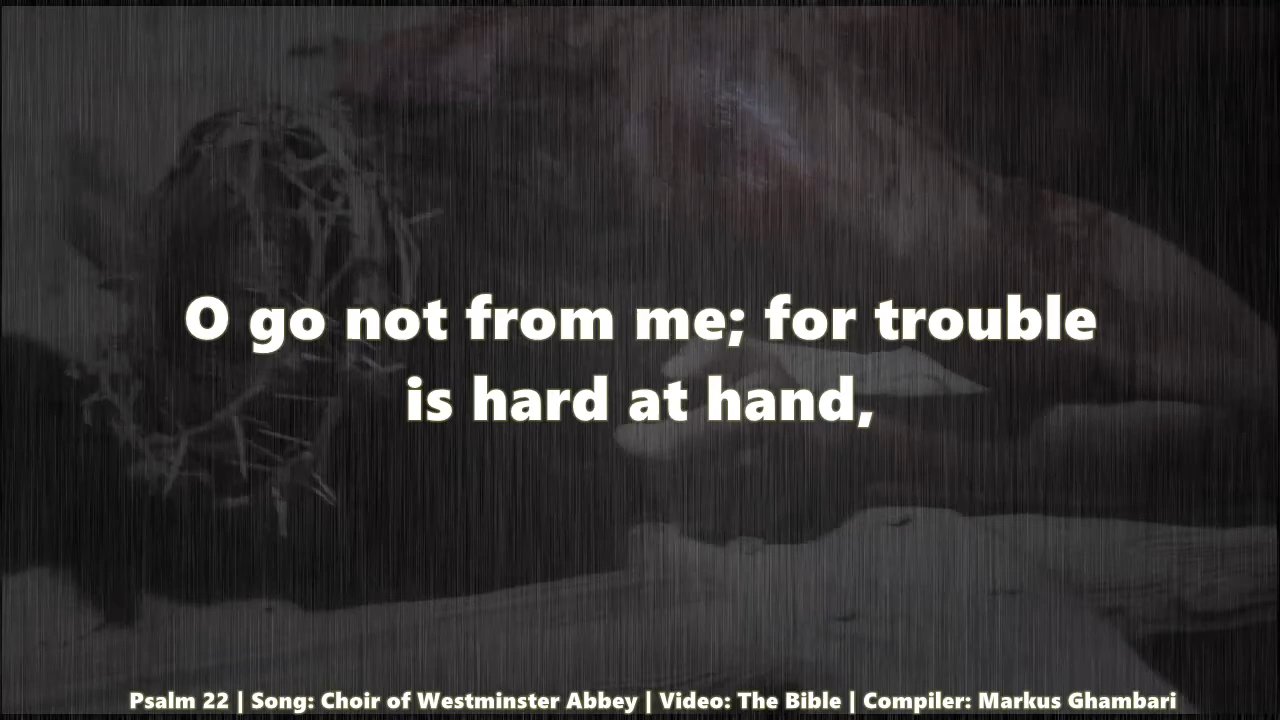 O go not from me; for trouble
is hard at hand,
Psalm 22 | Song: Choir of Westminster Abbey | Video: The Bible | Compiler: Markus Ghambari